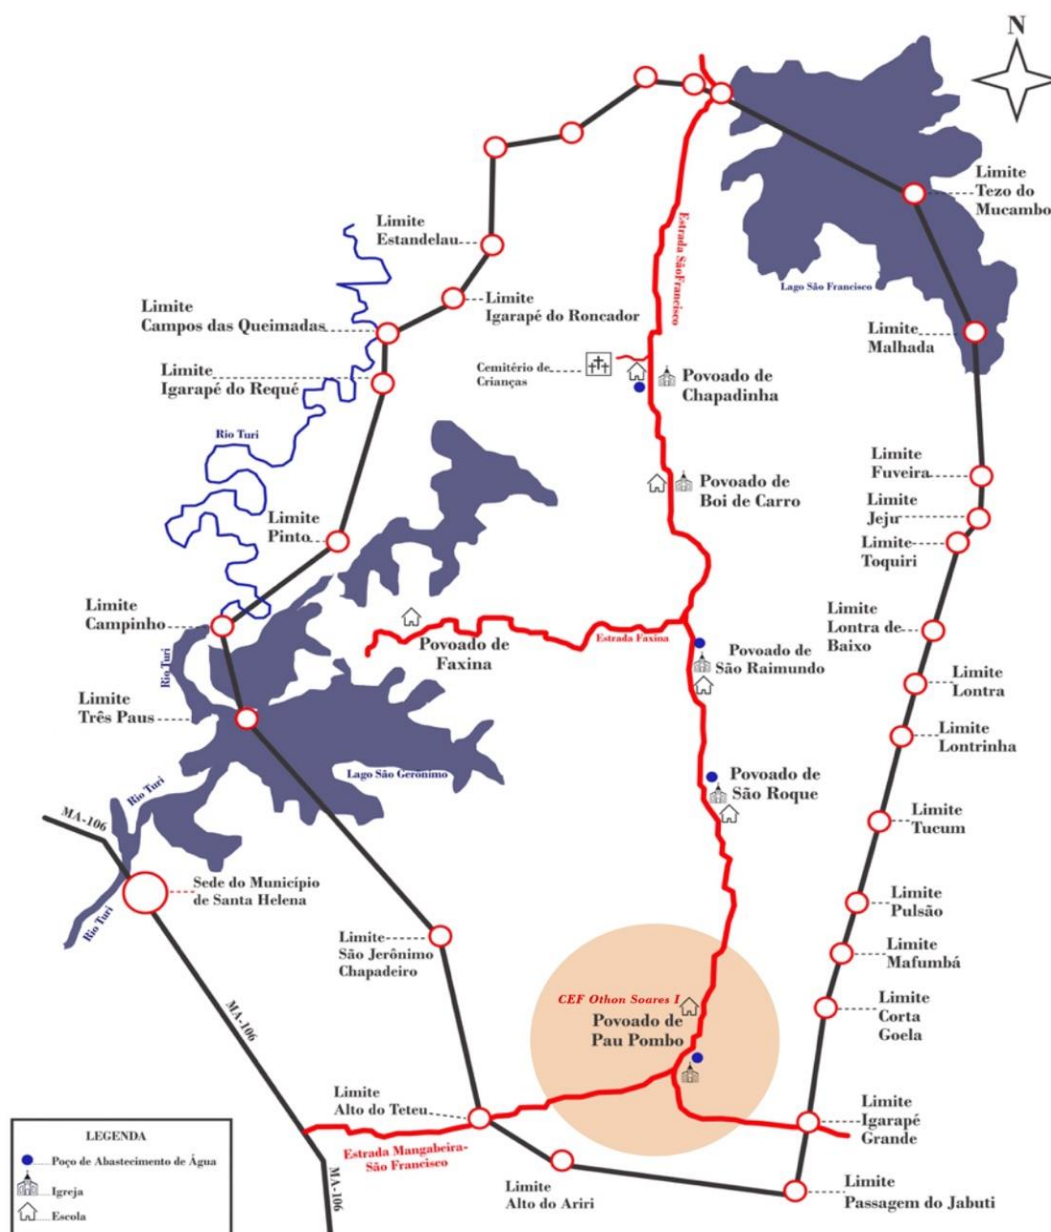 N
Limite
Tezo do
Mucambo
Limite
Estandelau
Estrada SãoFrancisco
Lago São Francisco
Limite
Campos das Queimadas
Limite
Igarapé do Roncador
Limite
Malhada
Limite
Igarapé do Requé
Cemitério de
Crianças
Povoado de
Chapadinha
Rio Turi
Limite
Fuveira
Povoado de
Boi de Carro
Limite
Jeju
Limite
Pinto
Limite
Toquiri
Limite
Campinho
Limite
Lontra de
Baixo
Povoado de
Faxina
Estrada Faxina
Povoado de
São Raimundo
Rio Turi
Limite
Lontra
Limite
Três Paus
Limite
Lontrinha
Lago São Gerônimo
Povoado de
São Roque
Rio Turi
MA-106
Limite
Tucum
Sede do Município
de Santa Helena
Limite
Pulsão
Rio Turi
Limite
São Jerônimo
Chapadeiro
Limite
Mafumbá
MA-106
CEF Othon Soares I
Povoado de
Pau Pombo
Limite
Corta
Goela
Limite
Alto do Teteu
Limite
Igarapé
Grande
Estrada Mangabeira-
São Francisco
MA-106
Limite
Alto do Ariri
Limite
Passagem do Jabuti
LEGENDA
Poço de Abastecimento de Água
Igreja
Escola